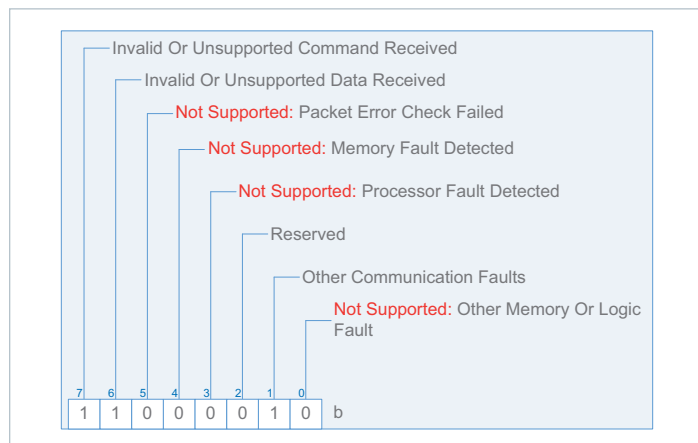 Invalid Or Unsupported Command Received
Invalid Or Unsupported Data Received
Not Supported: Packet Error Check Failed
Not Supported: Memory Fault Detected
Not Supported: Processor Fault Detected
Reserved
Other Communication Faults
Not Supported: Other Memory Or Logic
Fault
7 6 5 4 3 2 1 0
1 1 0 0 0 0 1 0 b